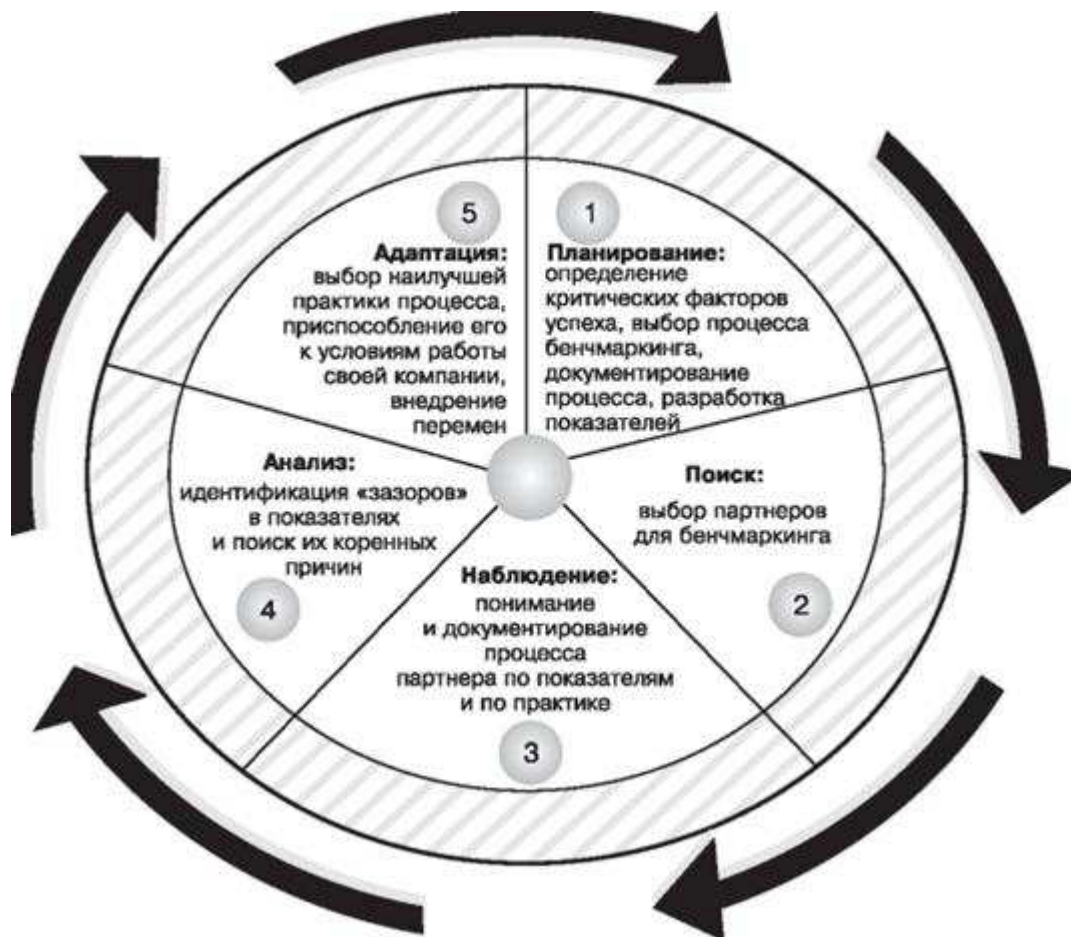 1
Планирование:
определение
критических факторов
успеха, выбор процесса
бенчмаркинга,
документирование
процесса, разработка
показателей
Поиск:
выбор партнеров
для бенчмаркинга
2
Наблюдение:
понимание
и документирование
процесса
партнера по показателям
и по практике
3
Анализ:
идентификация «зазоров»
в показателях
и поиск их коренных
причин
4
5
Адаптация:
выбор наилучшей
практики процесса,
приспособление его
к условиям работы
своей компании,
внедрение
перемен